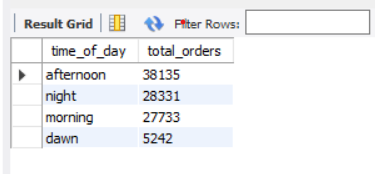 Result Grid Filter Rows:
time_of_day total_orders
afternoon 38135
night 28331
morning 27733
dawn 5242